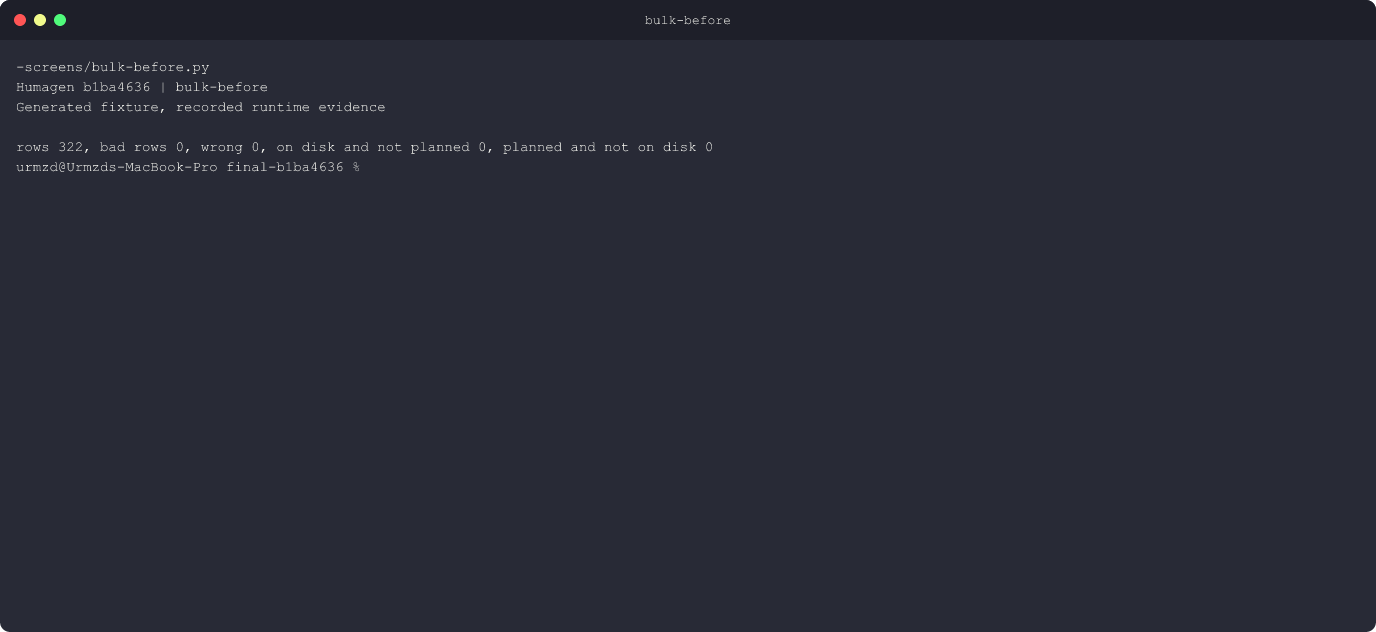 bulk-before
-screens/bulk-before.py
Humagen b1ba4636 | bulk-before
Generated fixture, recorded runtime evidence
rows 322, bad rows 0, wrong 0, on disk and not planned 0, planned and not on disk 0
urmzd@Urmzds-MacBook-Pro final-b1ba4636 %